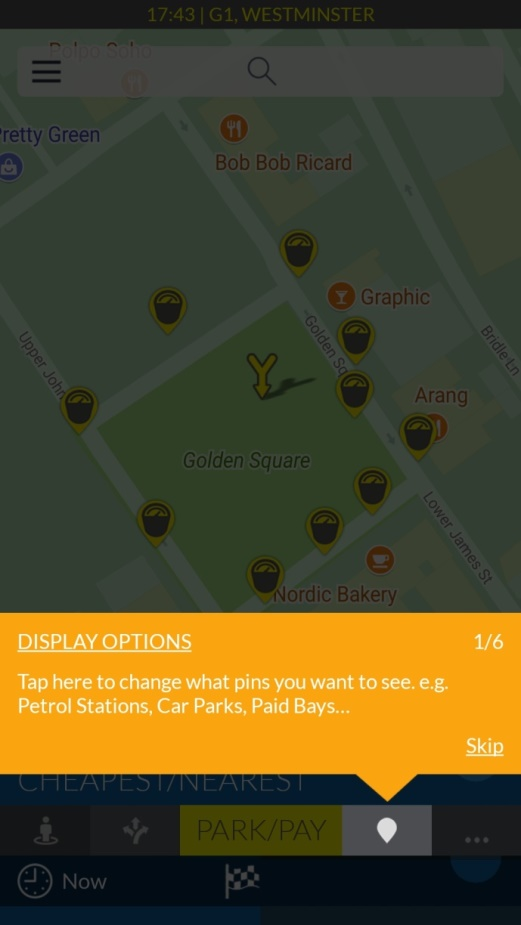 17:43 | G1, WESTMINSTER
Polpo Soho
Pretty Green
Bob Bob Ricard
Graphic
Golden Sq
Bridle Ln
Upper John
Arang
Golden Square
Lower James St
Nordic Bakery
DISPLAY OPTIONS 1/6
Tap here to change what pins you want to see. e.g.
Petrol Stations, Car Parks, Paid Bays...
Skip
CHEAPEST/NEAREST
PARK/PAY
Now